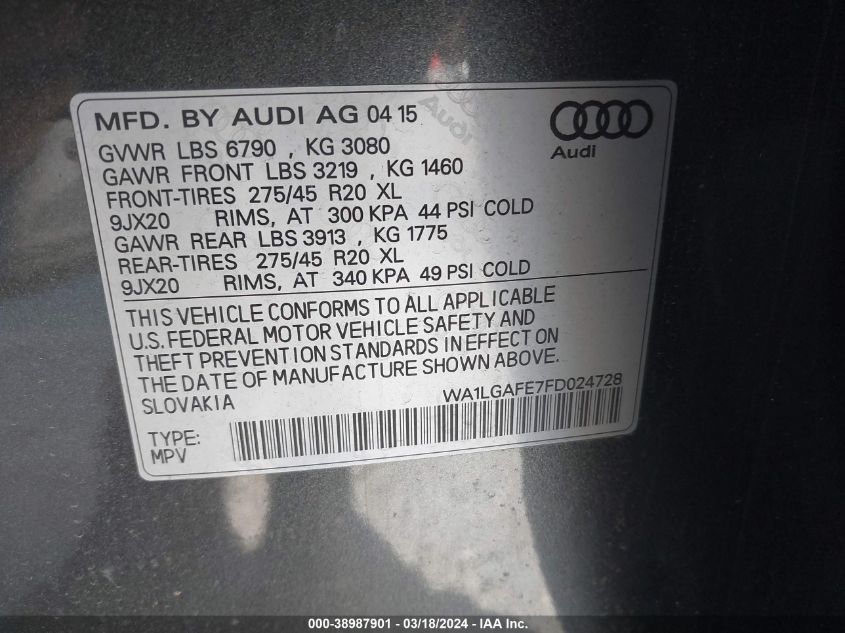 MFD. BY AUDI AG 04 15
Audi
GVWR LBS 6790 , KG 3080
GAWR FRONT LBS 3219 , KG 1460
FRONT-TIRES 275/45 R20 XL
9JX20 RIMS, AT 300 KPA 44 PSI COLD
GAWR REAR LBS 3913 , KG 1775
REAR-TIRES 275/45 R20 XL
9JX20 RIMS, AT 340 KPA 49 PSI COLD
THIS VEHICLE CONFORMS TO ALL APPLICABLE
U.S. FEDERAL MOTOR VEHICLE SAFETY AND
THEFT PREVENTION STANDARDS IN EFFECT ON
THE DATE OF MANUFACTURE SHOWN ABOVE.
SLOVAKIA WA1LGAFE7FD024728
TYPE:
MPV
000-38987901 - 03/18/2024 - IAA Inc.